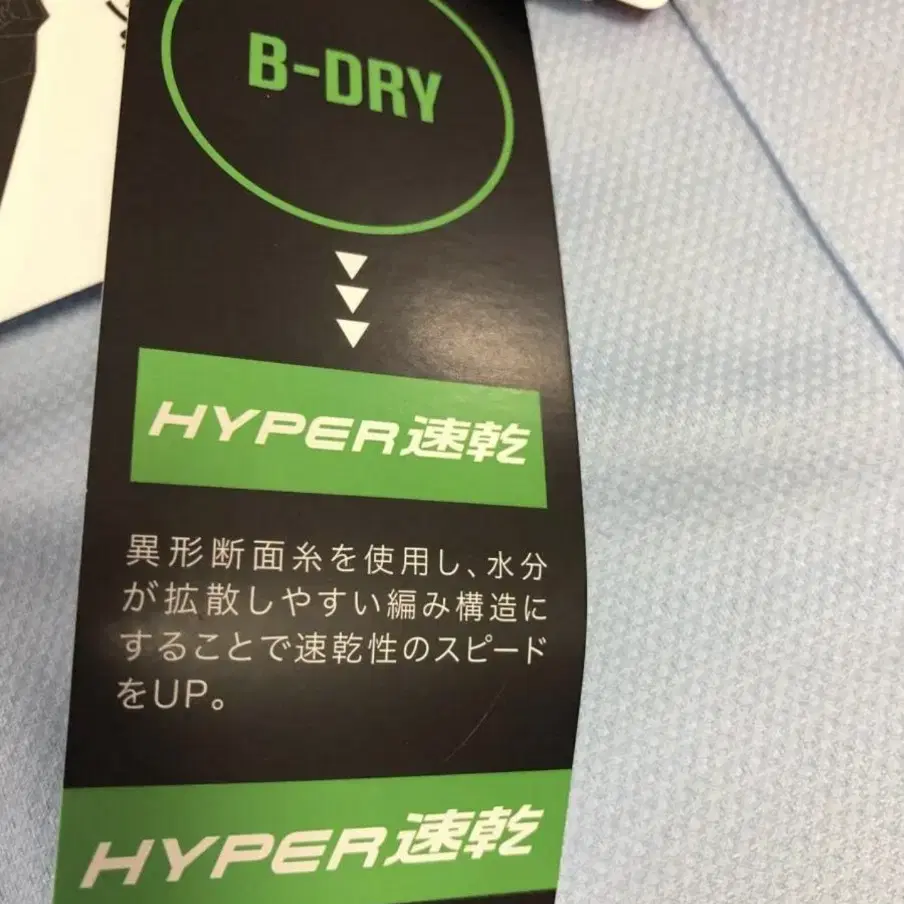 B-DRY
HYPER速乾
異形断面糸を使用し、水分
が拡散しやすい編み構造に
することで速乾性のスピード
をUP。
HYPER速乾